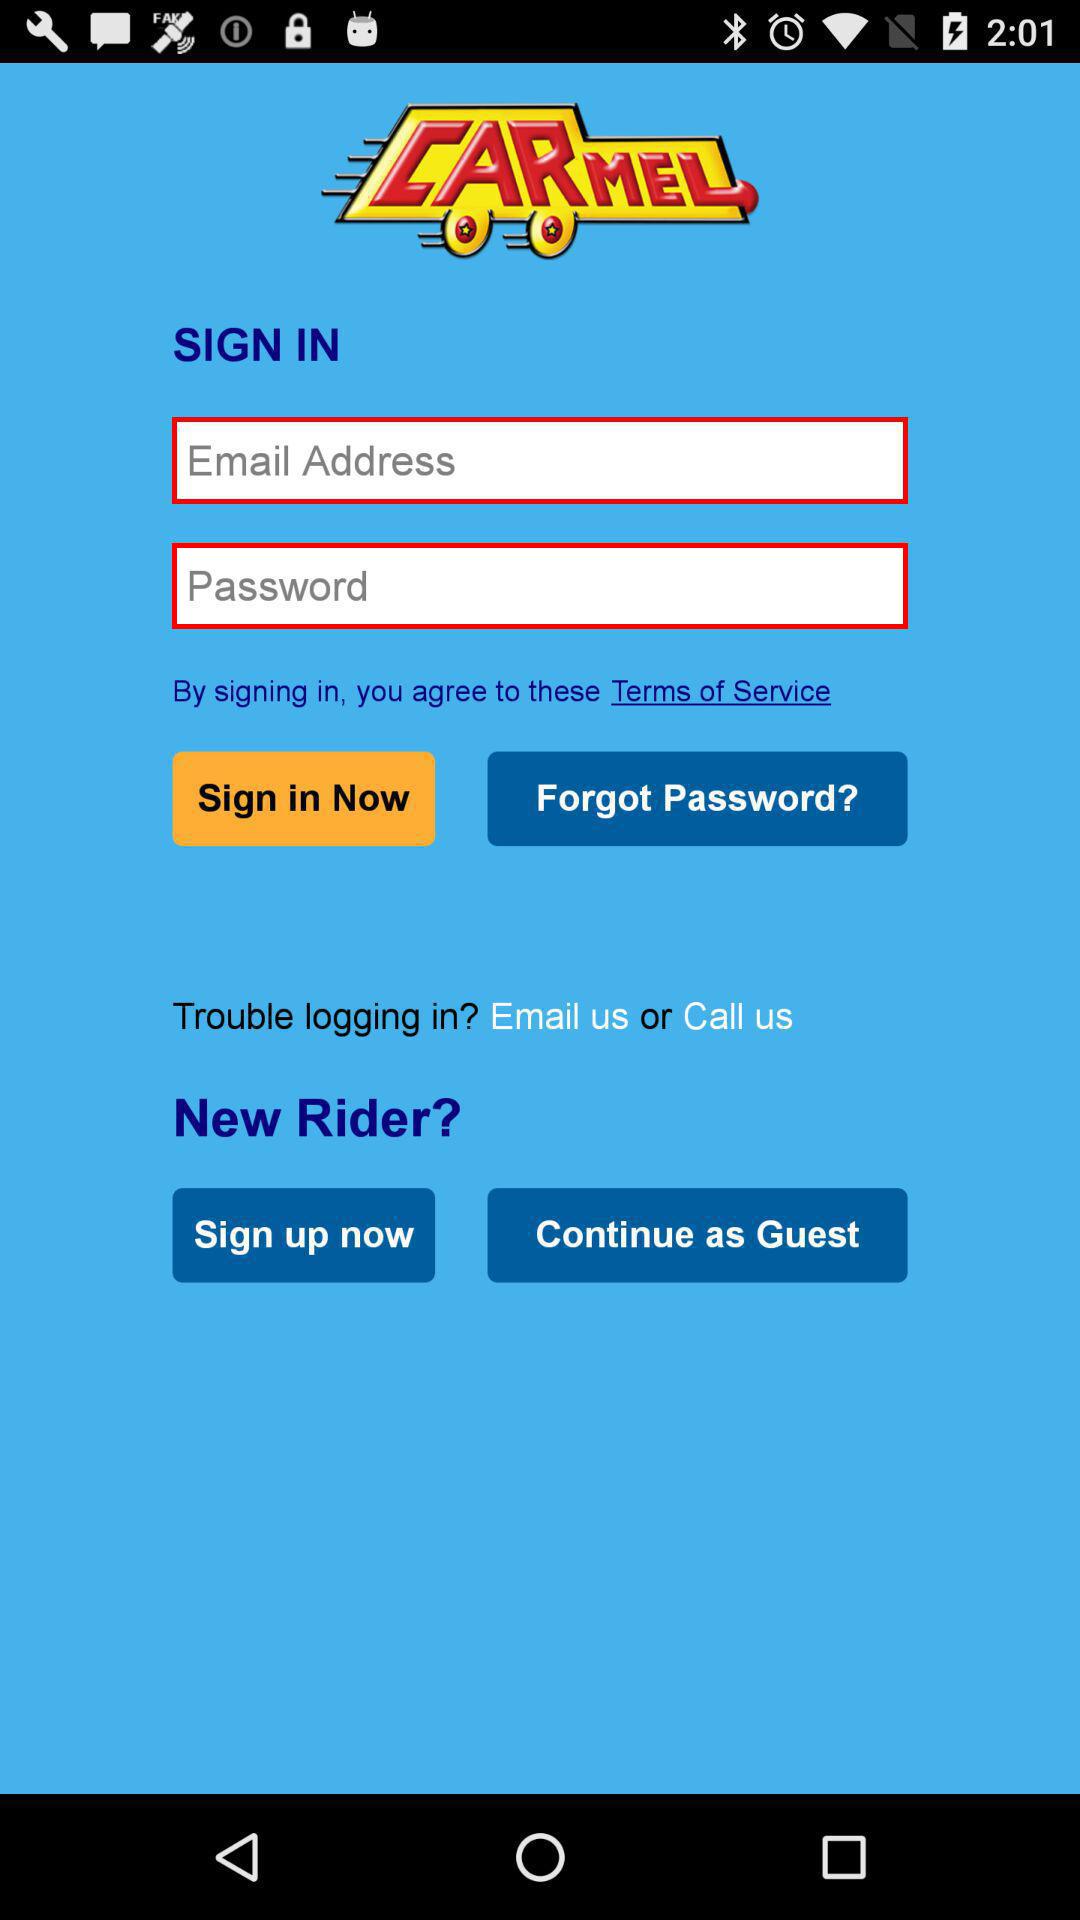 FAKE
2:01
CARMEL
SIGN IN
Email Address
Password
By signing in, you agree to these Terms of Service
Sign in Now
Forgot Password?
Trouble logging in? Email us or Call us
New Rider?
Sign up now
Continue as Guest